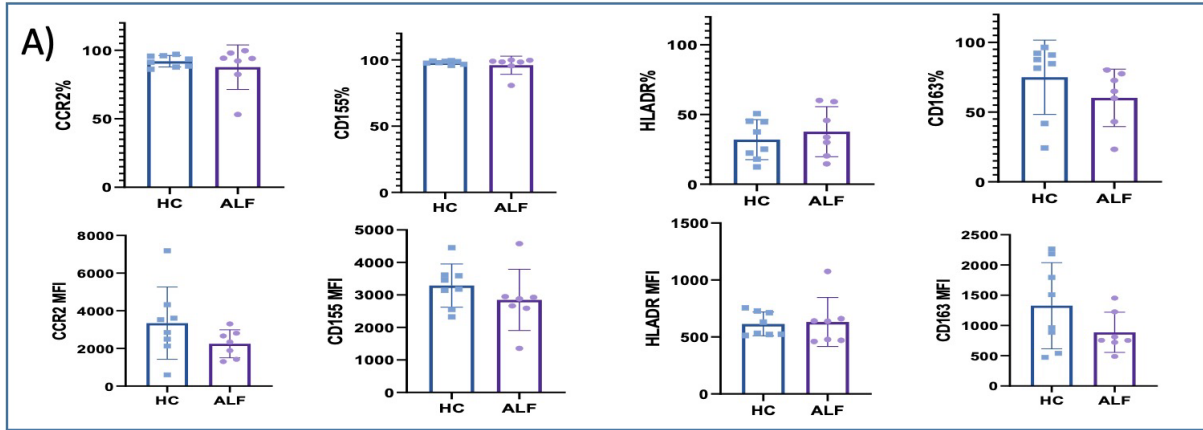 A)
CCR2%
100
50
0
HC ALF
CD155%
100
50
0
HC ALF
HLADR%
100
50
0
HC ALF
CD163%
100
50
0
HC ALF
CCR2 MFI
8000
6000
4000
2000
0
HC ALF
CD155 MFI
5000
4000
3000
2000
1000
0
HC ALF
HLADR MFI
1500
1000
500
0
HC ALF
CD163 MFI
2500
2000
1500
1000
500
0
HC ALF